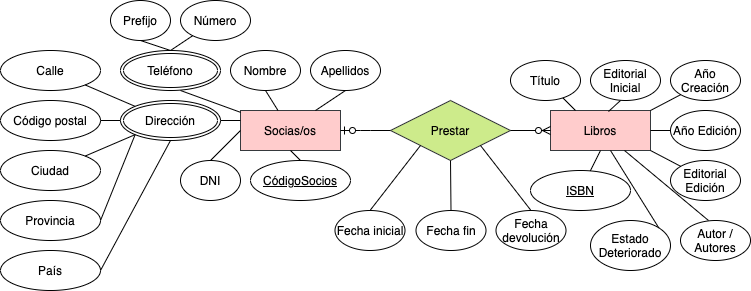 Prefijo
Número
Calle
Teléfono
Nombre
Apellidos
Título
Editorial
Inicial
Año
Creación
Código postal
Dirección
Socias/os
Prestar
Libros
Año Edición
Ciudad
DNI
CódigoSocios
ISBN
Editorial
Edición
Provincia
Fecha inicial
Fecha fin
Fecha
devolución
Estado
Deteriorado
Autor /
Autores
País